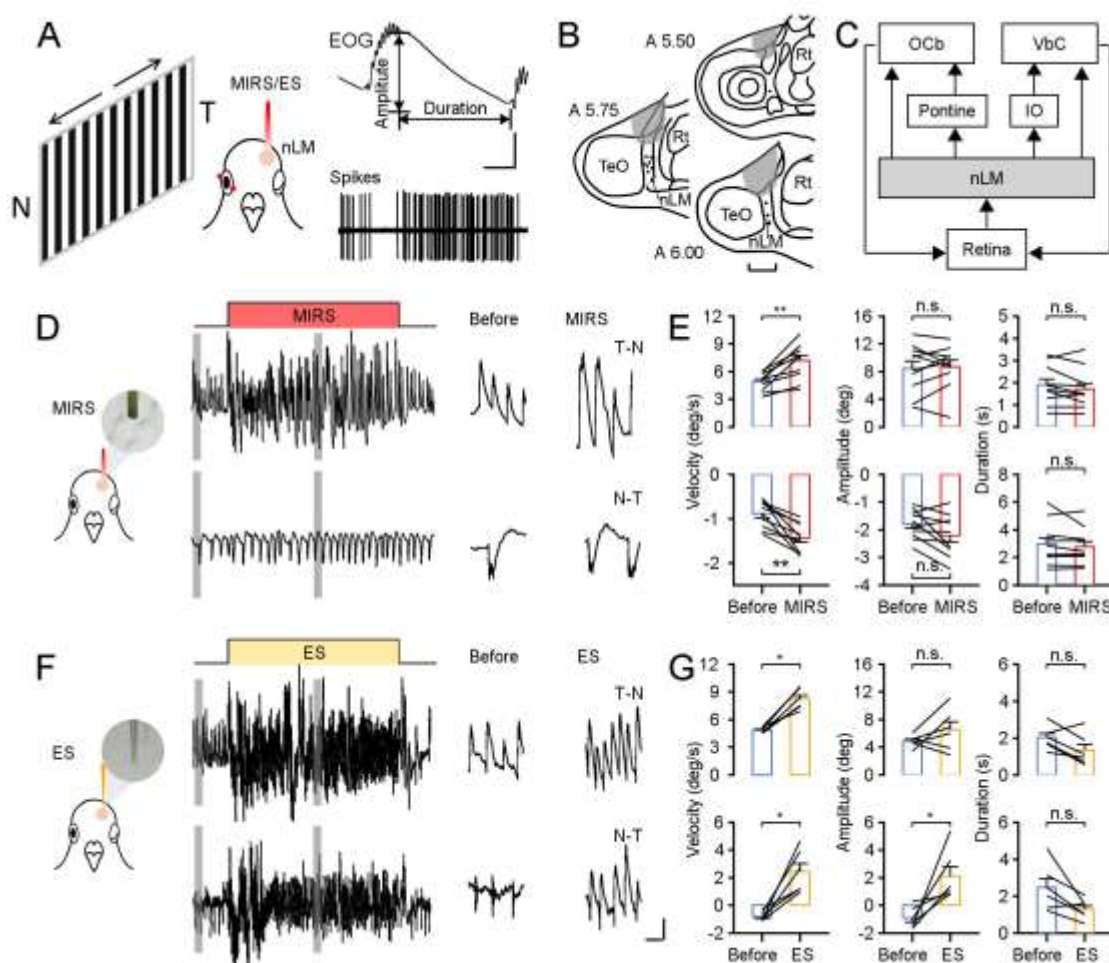 A
N
T
MIRS/ES
nLM
EOG
Amplitude
Duration
Spikes
B
A 5.50
Rt
A 5.75
TeO
Rt
nLM
A 6.00
TeO
Rt
nLM
C
OCb
VbC
Pontine
IO
nLM
Retina
D
MIRS
Before
MIRS
T-N
MIRS
N-T
E
Velocity (deg/s)
12
9
6
3
0
**
0
-1
-2
**
Before MIRS
Amplitude (deg)
16
12
8
4
0
n.s.
0
-1
-2
-3
-4
n.s.
Before MIRS
Duration (s)
5
4
3
2
1
0
n.s.
8
6
4
2
0
n.s.
Before MIRS
F
ES
Before
ES
T-N
ES
N-T
G
Velocity (deg/s)
12
9
6
3
0
*
6
4
2
0
-2
*
Before ES
Amplitude (deg)
16
12
8
4
0
n.s.
6
4
2
0
-2
*
Before ES
Duration (s)
4
3
2
1
0
n.s.
6
4
2
0
n.s.
Before ES